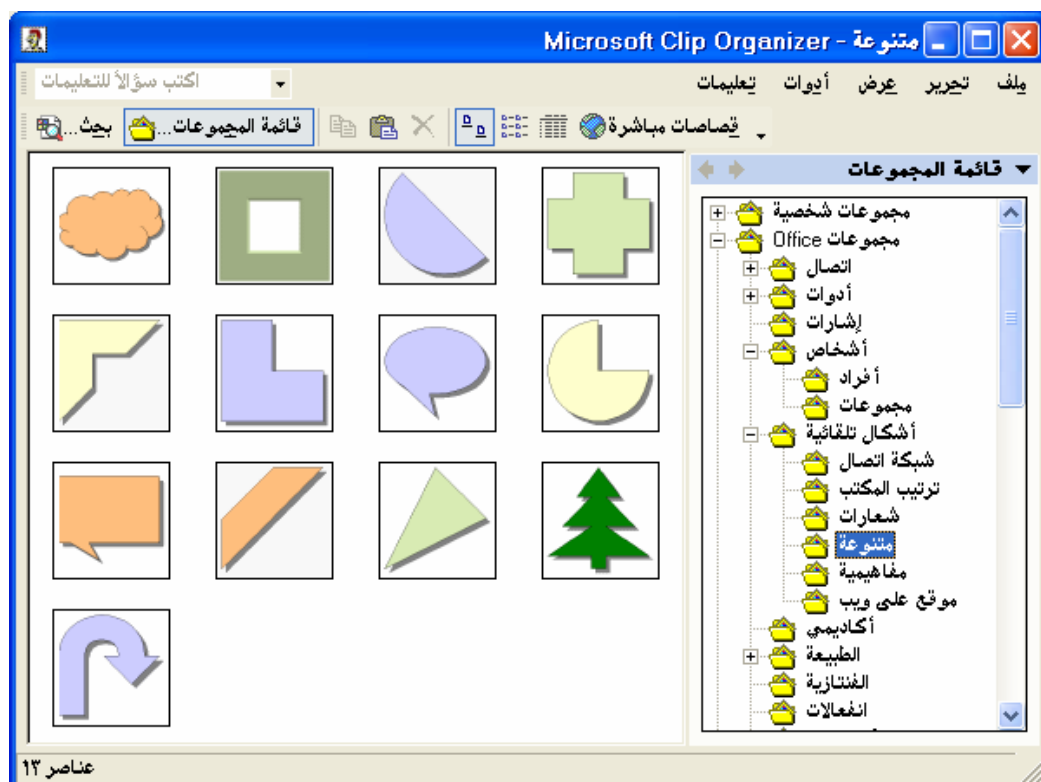 متنوعة - Microsoft Clip Organizer
ملف تحرير عرض أدوات تعليمات اكتب سؤالاً للتعليمات
قصاصات مباشرة قائمة المجموعات... بحث...
قائمة المجموعات
مجموعات شخصية
مجموعات Office
اتصال
أدوات
إشارات
أشخاص
أفراد
مجموعات
أشكال تلقائية
شبكة اتصال
ترتيب المكتب
شعارات
متنوعة
مفاهيمية
موقع على ويب
أكاديمي
الطبيعة
الفنتازية
انفعالات
عناصر ١٣